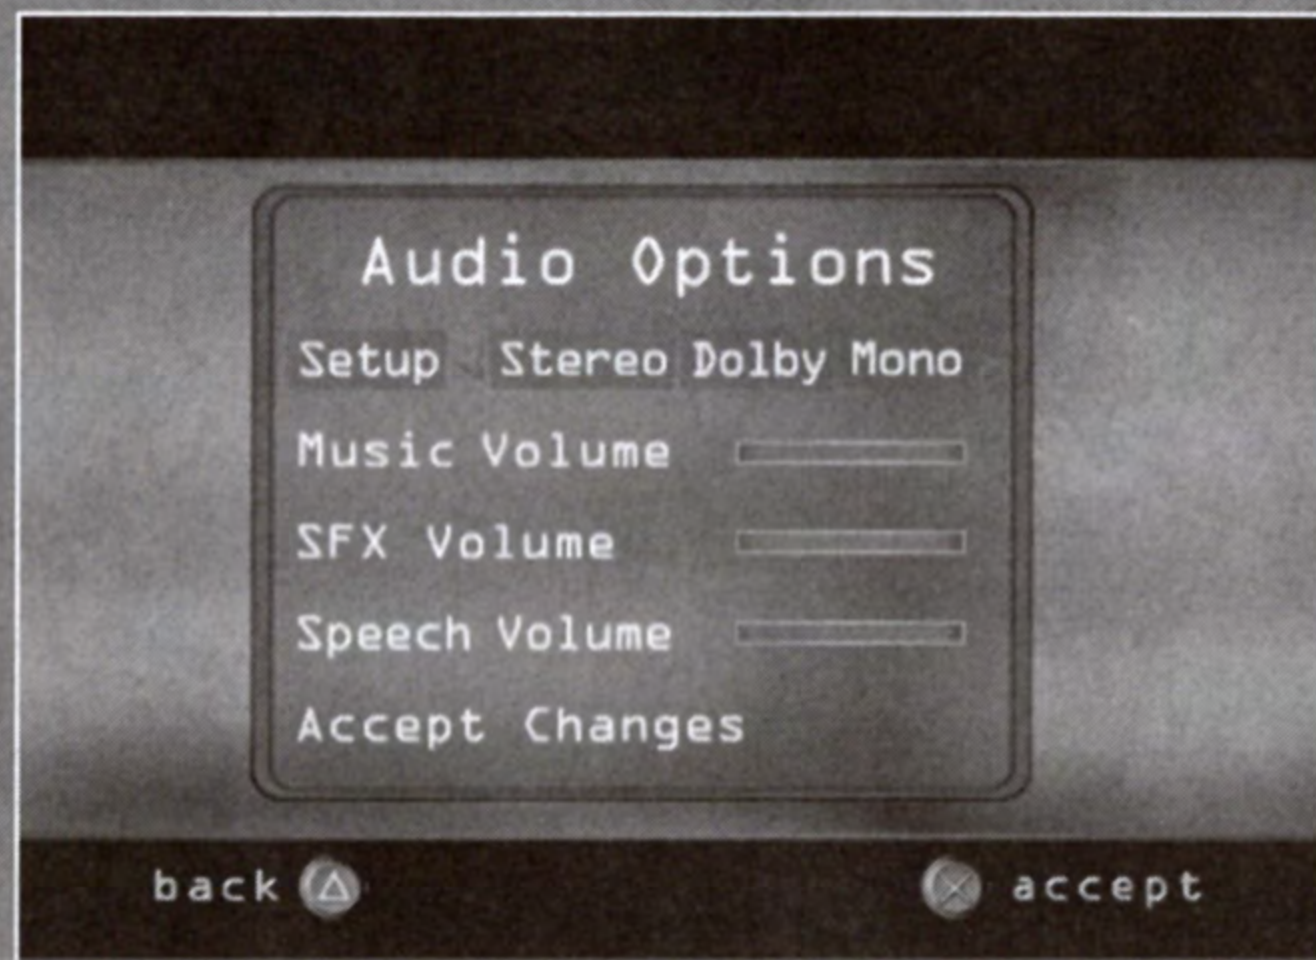 Audio Options
Setup Stereo Dolby Mono
Music Volume
SFX Volume
Speech Volume
Accept Changes
back accept